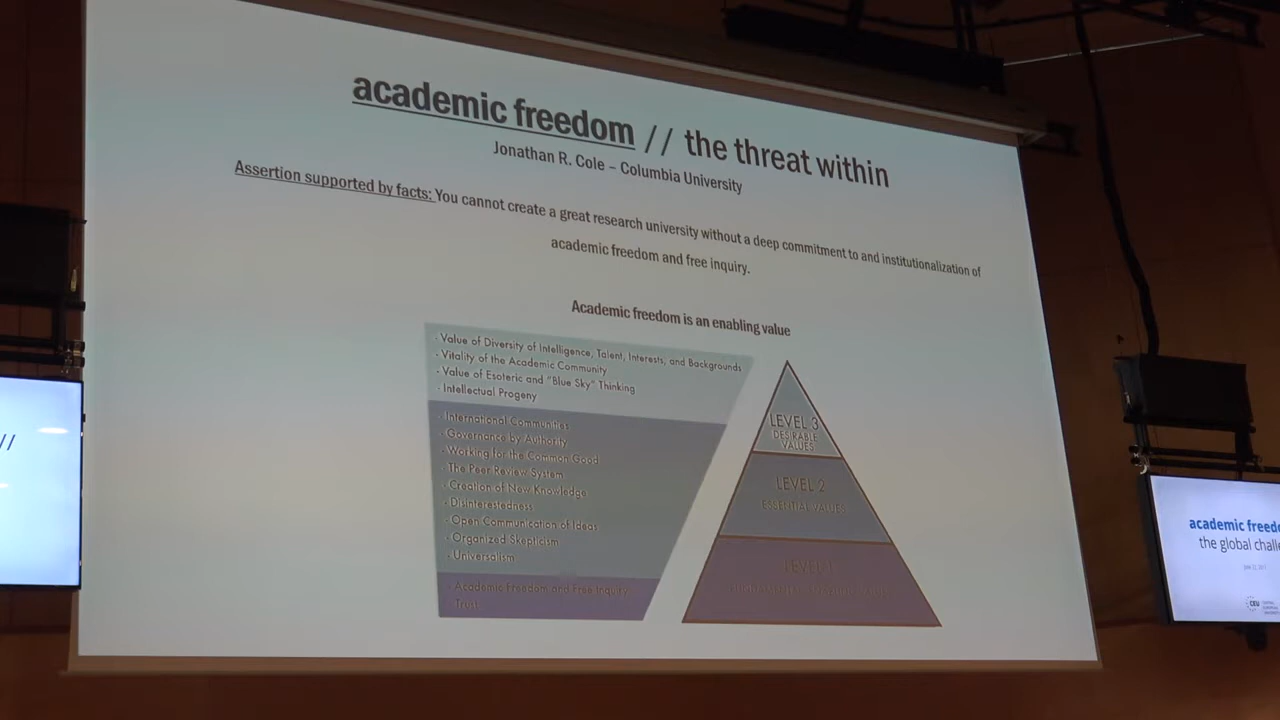 academic freedom // the threat within
Jonathan R. Cole – Columbia University
Assertion supported by facts: You cannot create a great research university without a deep commitment to and institutionalization of
academic freedom and free inquiry.
Academic freedom is an enabling value
- Value of Diversity of Intelligence, Talent, Interests, and Backgrounds
- Vitality of the Academic Community
- Value of Esoteric and "Blue Sky" Thinking
- Intellectual Progeny
- International Communities
- Governance by Authority
- Working for the Common Good
- The Peer Review System
- Creation of New Knowledge
- Disinterestedness
- Open Communication of Ideas
- Organized Skepticism
- Universalism
- Academic Freedom and Free Inquiry
Trust
LEVEL 3
DESIRABLE
VALUES
LEVEL 2
ESSENTIAL VALUES
LEVEL 1
//
academic freed
the global challe
CEU